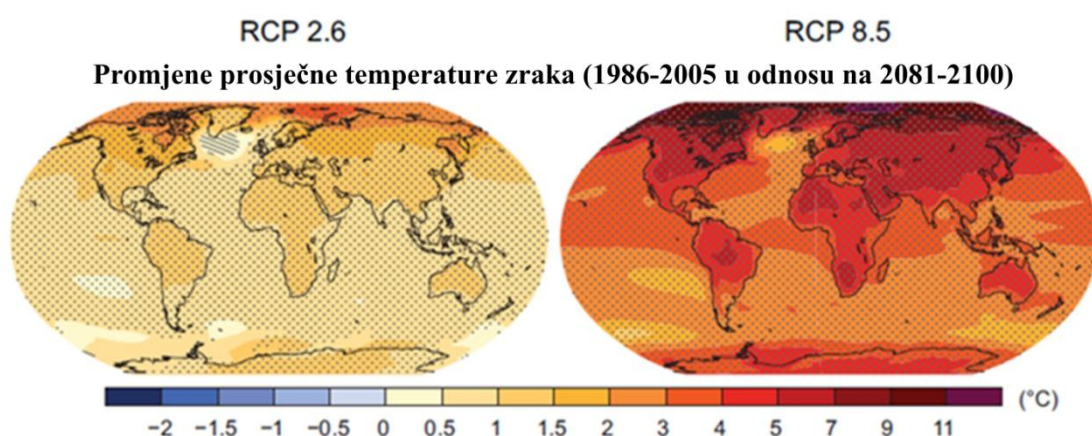 RCP 2.6 RCP 8.5
Promjene prosječne temperature zraka (1986-2005 u odnosu na 2081-2100)
−2 −1.5 −1 −0.5 0 0.5 1 1.5 2 3 4 5 7 9 11 (°C)